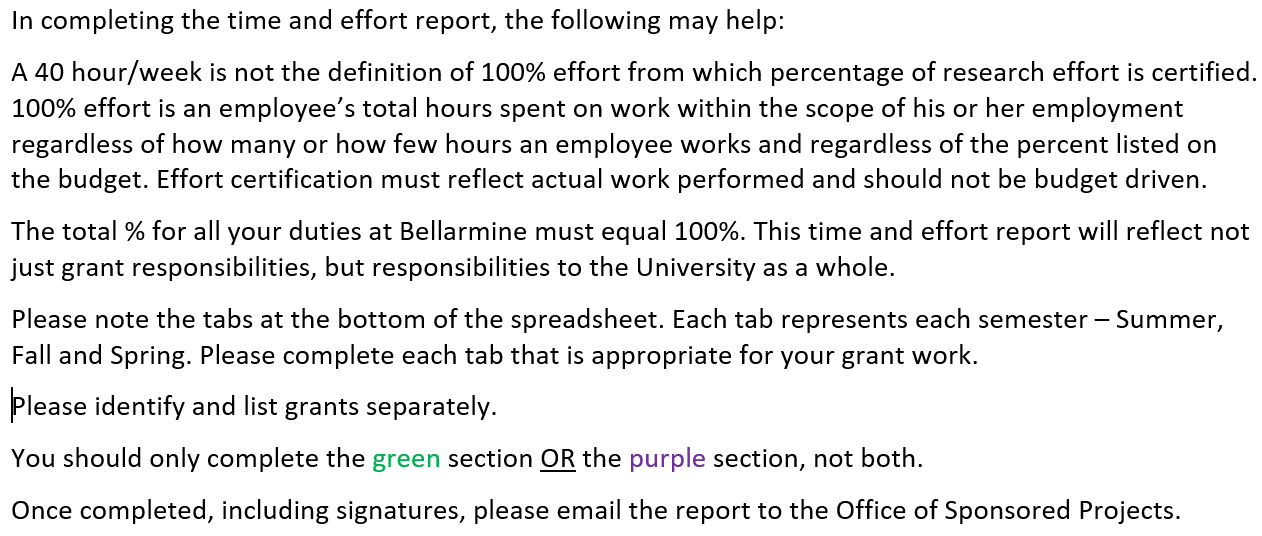 In completing the time and effort report, the following may help:
A 40 hour/week is not the definition of 100% effort from which percentage of research effort is certified.
100% effort is an employee’s total hours spent on work within the scope of his or her employment
regardless of how many or how few hours an employee works and regardless of the percent listed on
the budget. Effort certification must reflect actual work performed and should not be budget driven.
The total % for all your duties at Bellarmine must equal 100%. This time and effort report will reflect not
just grant responsibilities, but responsibilities to the University as a whole.
Please note the tabs at the bottom of the spreadsheet. Each tab represents each semester – Summer,
Fall and Spring. Please complete each tab that is appropriate for your grant work.
Please identify and list grants separately.
You should only complete the green section OR the purple section, not both.
Once completed, including signatures, please email the report to the Office of Sponsored Projects.